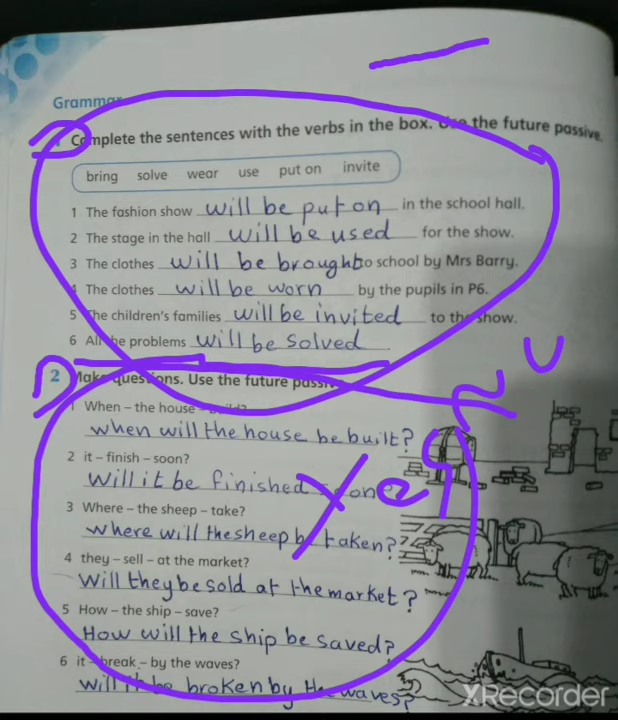 Grammar
1 Complete the sentences with the verbs in the box. Use the future passive.
bring solve wear use put on invite
1 The fashion show will be put on in the school hall.
2 The stage in the hall will be used for the show.
3 The clothes will be brought to school by Mrs Barry.
4 The clothes will be worn by the pupils in P6.
5 The children's families will be invited to the show.
6 All the problems will be solved
2 Make questions. Use the future passive.
1 When – the house – build?
when will the house be built?
2 it – finish – soon?
Will it be finished soon?
3 Where – the sheep – take?
where will the sheep be taken?
4 they – sell – at the market?
Will they be sold at the market?
5 How – the ship – save?
How will the ship be saved?
6 it – break – by the waves?
will it be broken by the waves?
XRecorder